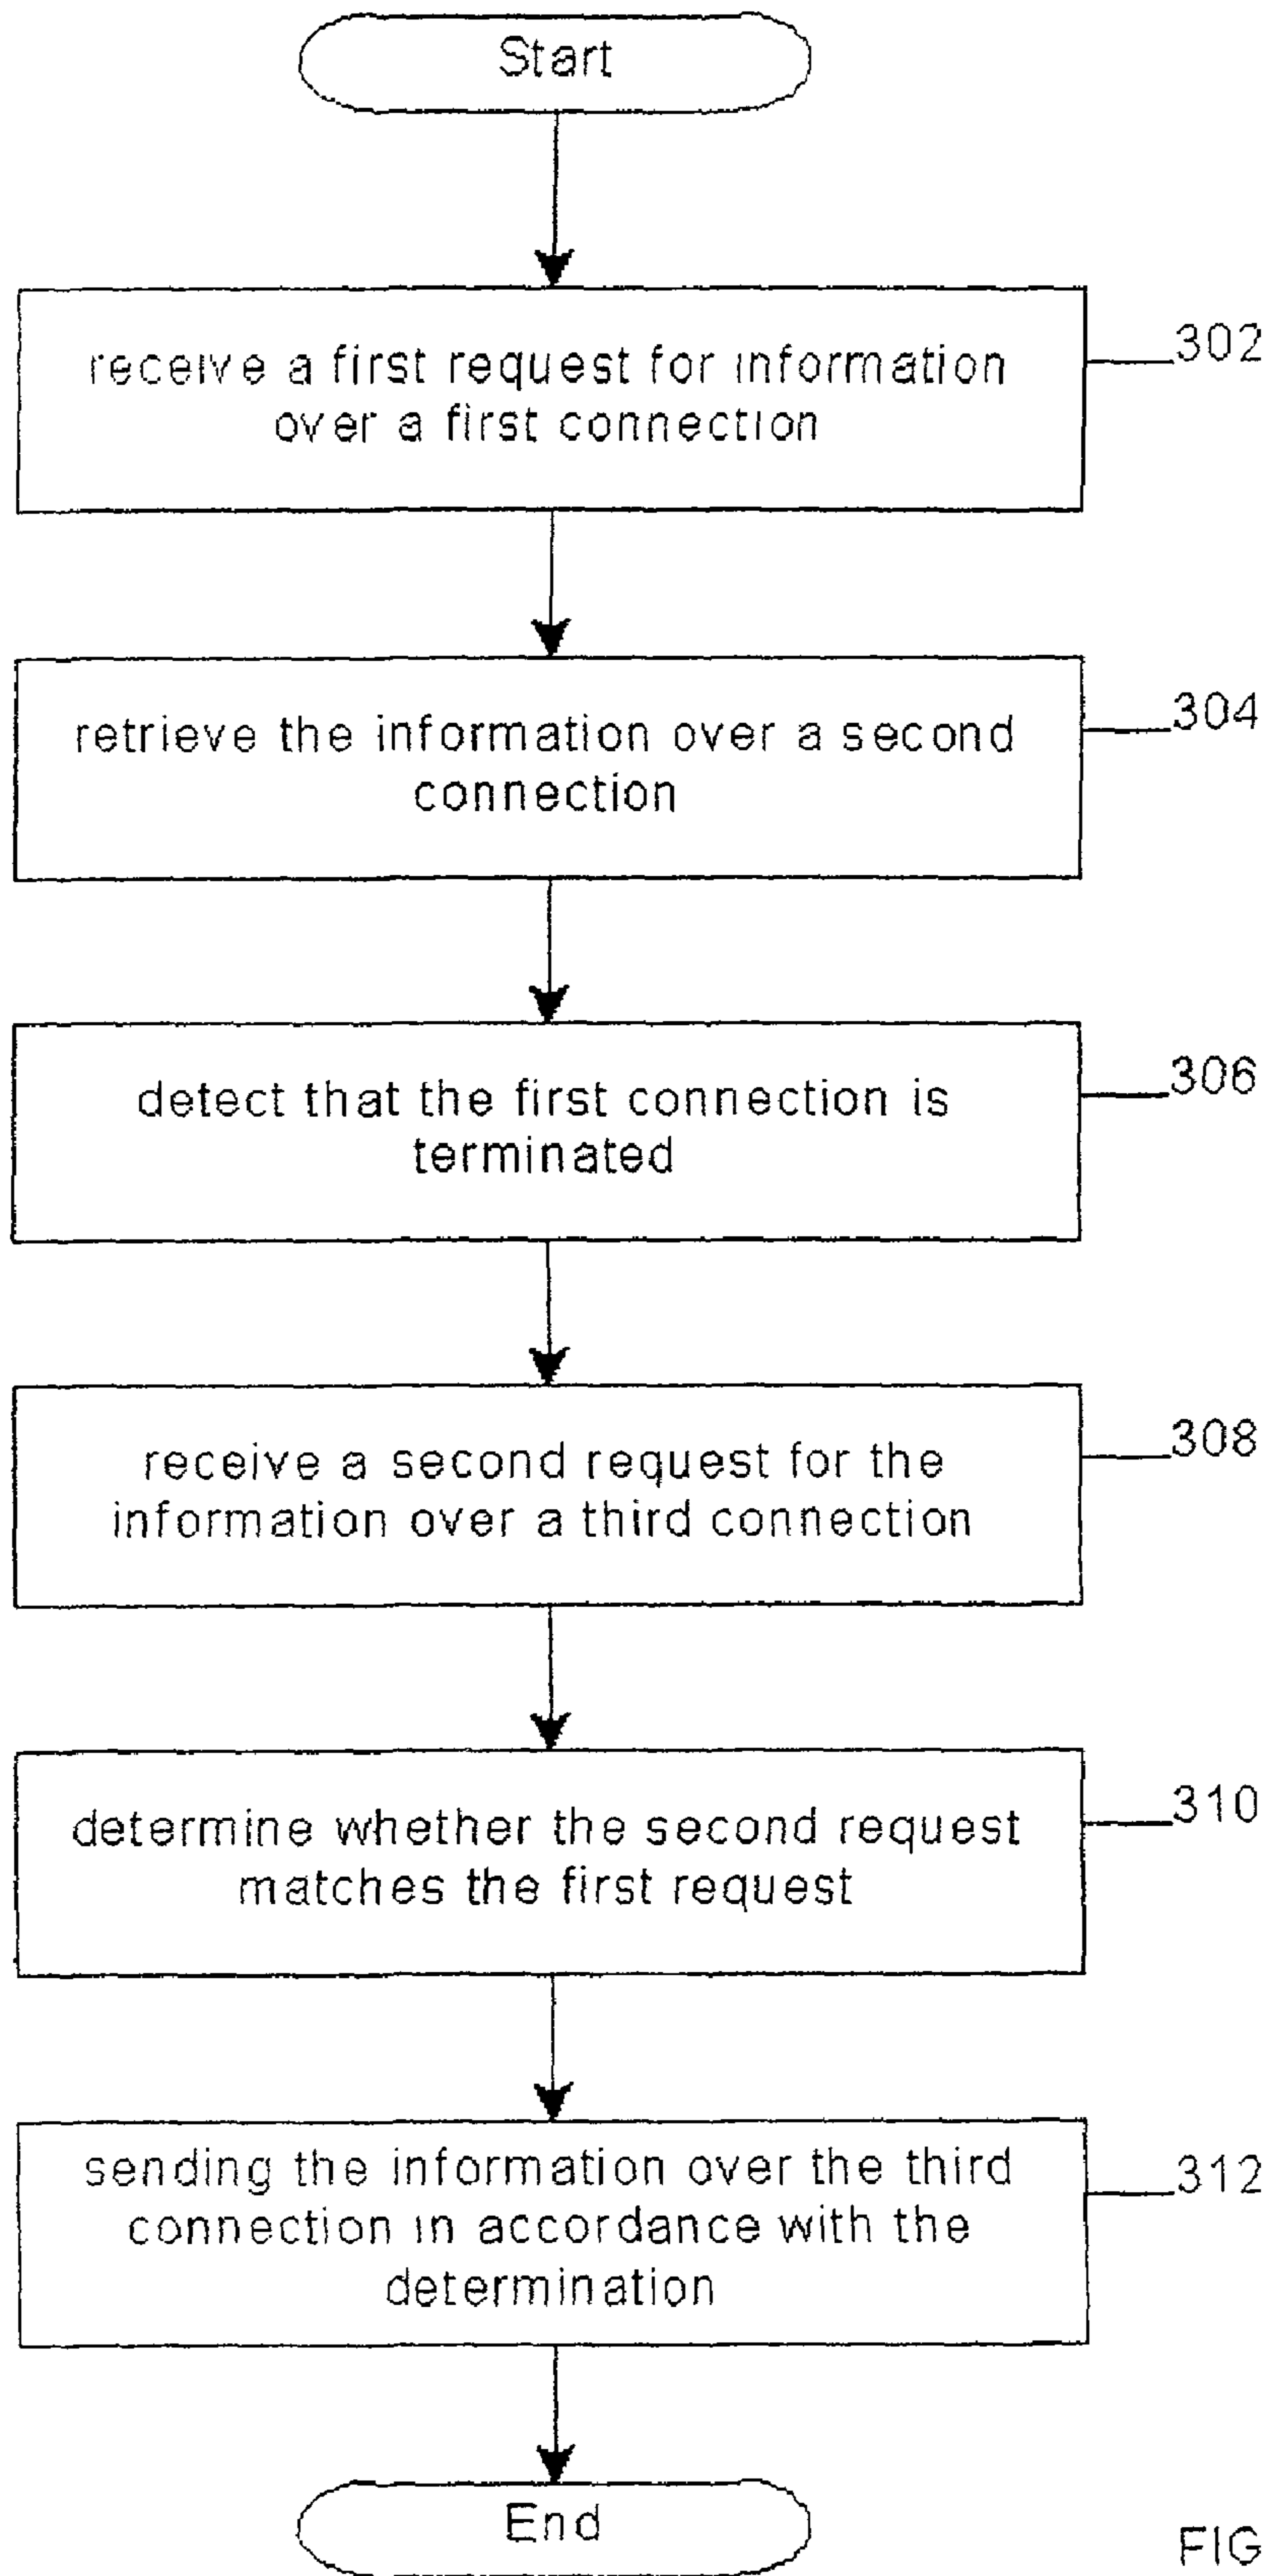 Start
receive a first request for information
over a first connection
302
retrieve the information over a second
connection
304
detect that the first connection is
terminated
306
receive a second request for the
information over a third connection
308
determine whether the second request
matches the first request
310
sending the information over the third
connection in accordance with the
determination
312
End
FIG